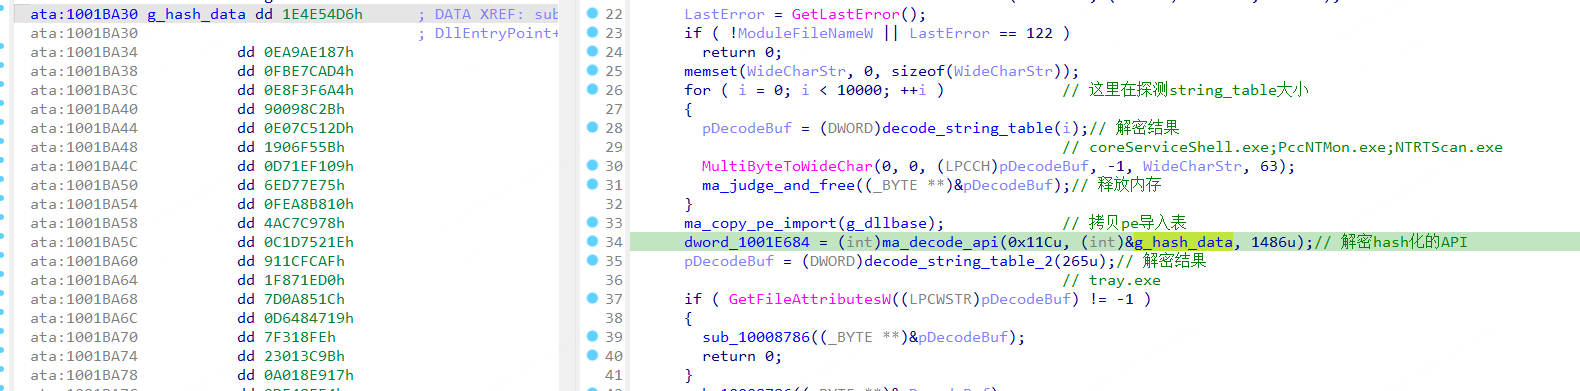 ata:1001BA30 g_hash_data dd 1E4E54D6h ; DATA XREF: sub
ata:1001BA30 ; DllEntryPoint+
ata:1001BA34 dd 0EA9AE187h
ata:1001BA38 dd 0FBE7CAD4h
ata:1001BA3C dd 0E8F3F6A4h
ata:1001BA40 dd 90098C2Bh
ata:1001BA44 dd 0E07C512Dh
ata:1001BA48 dd 1906F55Bh
ata:1001BA4C dd 0D71EF109h
ata:1001BA50 dd 6ED77E75h
ata:1001BA54 dd 0FEA8B810h
ata:1001BA58 dd 4AC7C978h
ata:1001BA5C dd 0C1D7521Eh
ata:1001BA60 dd 911CFCAFh
ata:1001BA64 dd 1F871ED0h
ata:1001BA68 dd 7D0A851Ch
ata:1001BA6C dd 0D6484719h
ata:1001BA70 dd 7F318FEh
ata:1001BA74 dd 23013C9Bh
ata:1001BA78 dd 0A018E917h
22 LastError = GetLastError();
23 if ( !ModuleFileNameW || LastError == 122 )
24 return 0;
25 memset(WideCharStr, 0, sizeof(WideCharStr));
26 for ( i = 0; i < 10000; ++i ) // 这里在探测string_table大小
27 {
28 pDecodeBuf = (DWORD)decode_string_table(i);// 解密结果
29 // coreServiceShell.exe;PccNTMon.exe;NTRTScan.exe
30 MultiByteToWideChar(0, 0, (LPCCH)pDecodeBuf, -1, WideCharStr, 63);
31 ma_judge_and_free((_BYTE **)&pDecodeBuf);// 释放内存
32 }
33 ma_copy_pe_import(g_dllbase); // 拷贝pe导入表
34 dword_1001E684 = (int)ma_decode_api(0x11Cu, (int)&g_hash_data, 1486u);// 解密hash化的API
35 pDecodeBuf = (DWORD)decode_string_table_2(265u);// 解密结果
36 // tray.exe
37 if ( GetFileAttributesW((LPCWSTR)pDecodeBuf) != -1 )
38 {
39 sub_10008786((_BYTE **)&pDecodeBuf);
40 return 0;
41 }